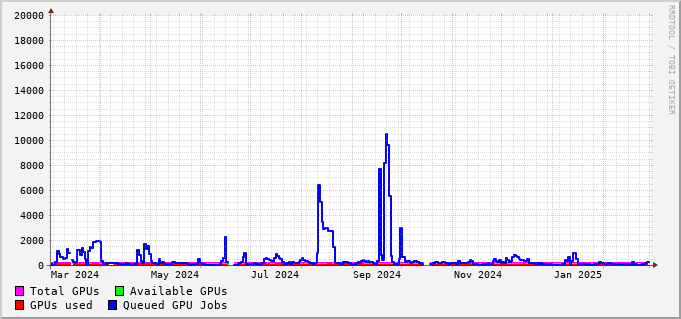 20000
18000
16000
14000
12000
10000
8000
6000
4000
2000
0
Mar 2024 May 2024 Jul 2024 Sep 2024 Nov 2024 Jan 2025
Total GPUs Available GPUs
GPUs used Queued GPU Jobs
RRDTOOL / TOBI OETIKER